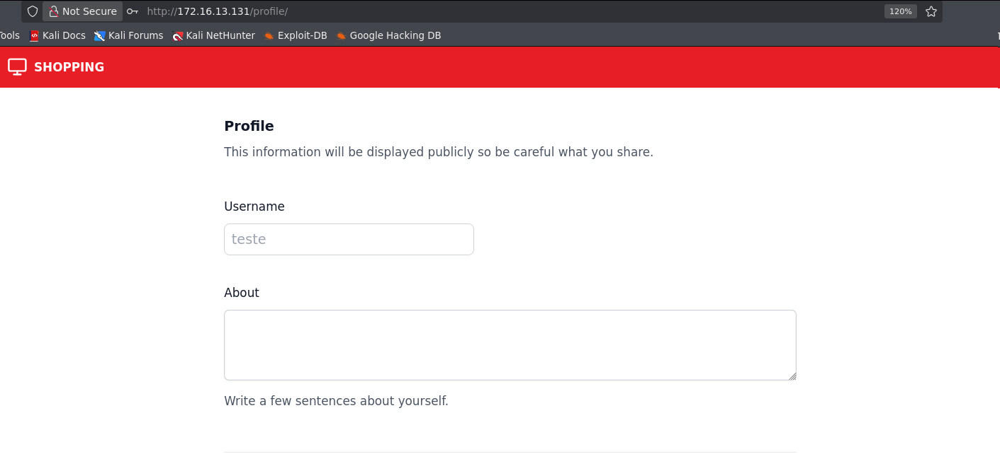 Not Secure http://172.16.13.131/profile/ 120%
Tools Kali Docs Kali Forums Kali NetHunter Exploit-DB Google Hacking DB
SHOPPING
Profile
This information will be displayed publicly so be careful what you share.
Username
teste
About
Write a few sentences about yourself.